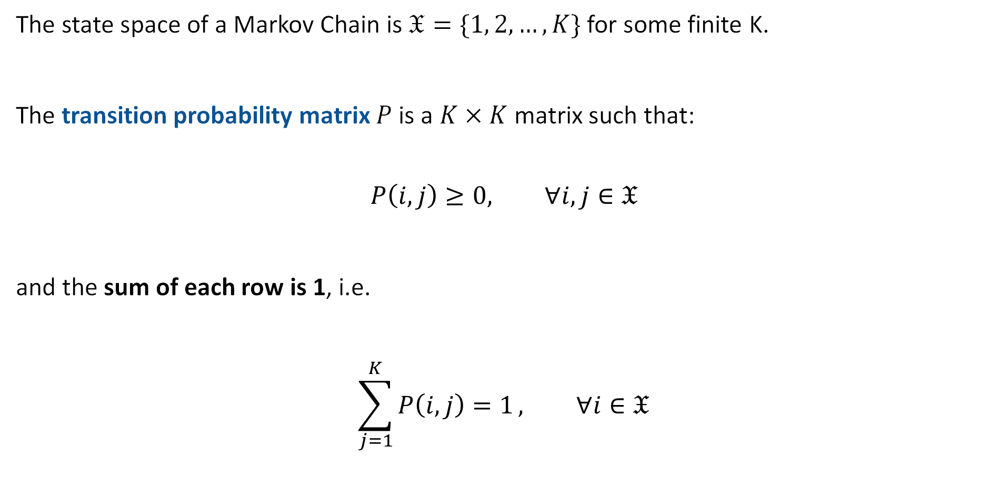 The state space of a Markov Chain is 𝔛 = {1, 2, … , K} for some finite K.
The transition probability matrix P is a K × K matrix such that:
P(i, j) ≥ 0, ∀i, j ∈ 𝔛
and the sum of each row is 1, i.e.
K
∑ P(i, j) = 1 , ∀i ∈ 𝔛
j=1